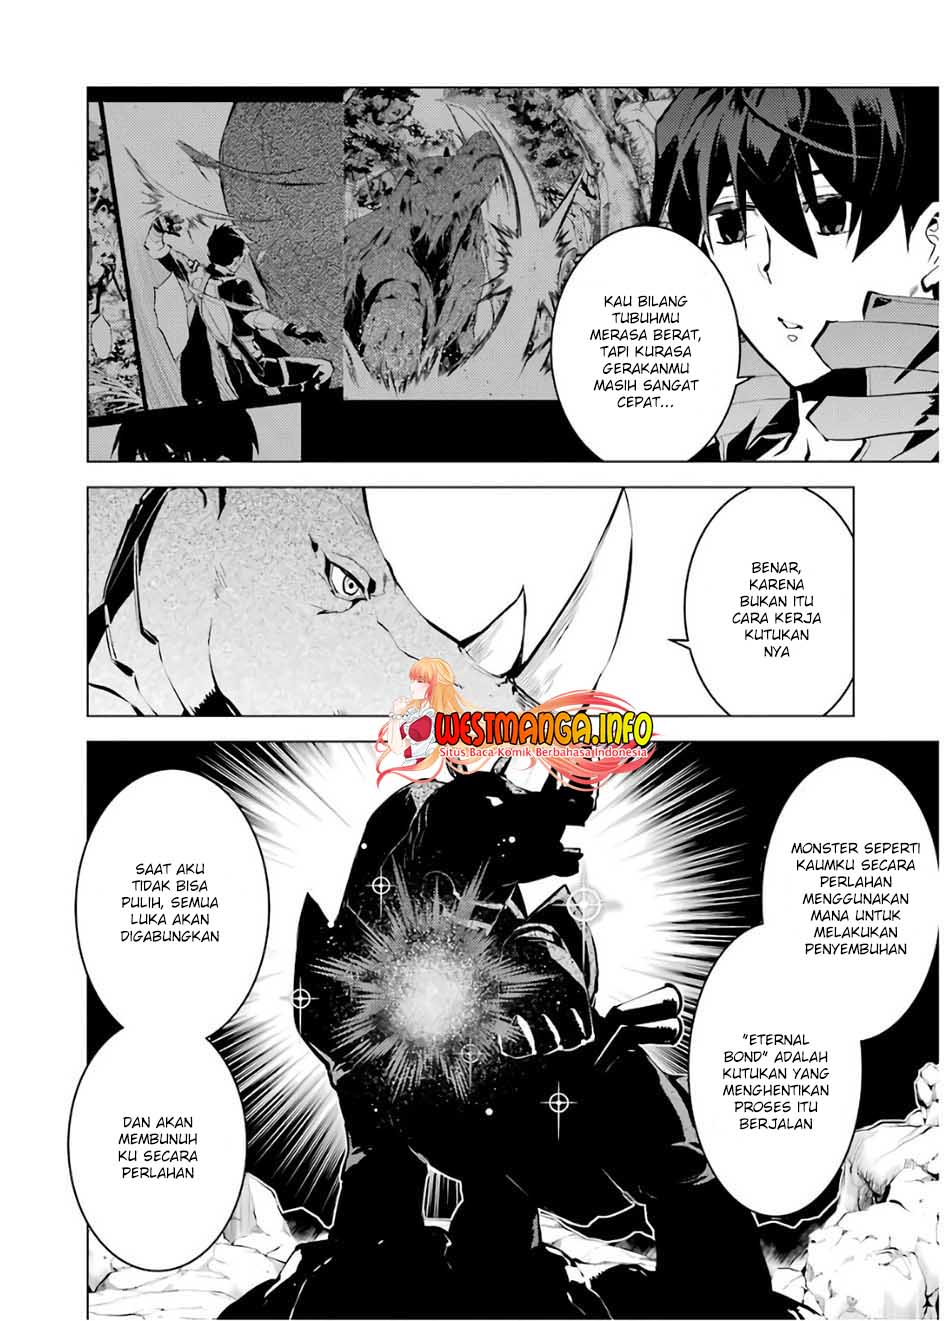 KAU BILANG
TUBUHMU
MERASA BERAT,
TAPI KURASA
GERAKANMU
MASIH SANGAT
CEPAT...
BENAR,
KARENA
BUKAN ITU
CARA KERJA
KUTUKAN
NYA
WESTMANGA.INFO
Situs Baca Komik Berbahasa Indonesia
MONSTER SEPERTI
KAUMKU SECARA
PERLAHAN
MENGGUNAKAN
MANA UNTUK
MELAKUKAN
PENYEMBUHAN
"ETERNAL
BOND" ADALAH
KUTUKAN YANG
MENGHENTIKAN
PROSES ITU
BERJALAN
SAAT AKU
TIDAK BISA
PULIH, SEMUA
LUKA AKAN
DIGABUNGKAN
DAN AKAN
MEMBUNUH
KU SECARA
PERLAHAN